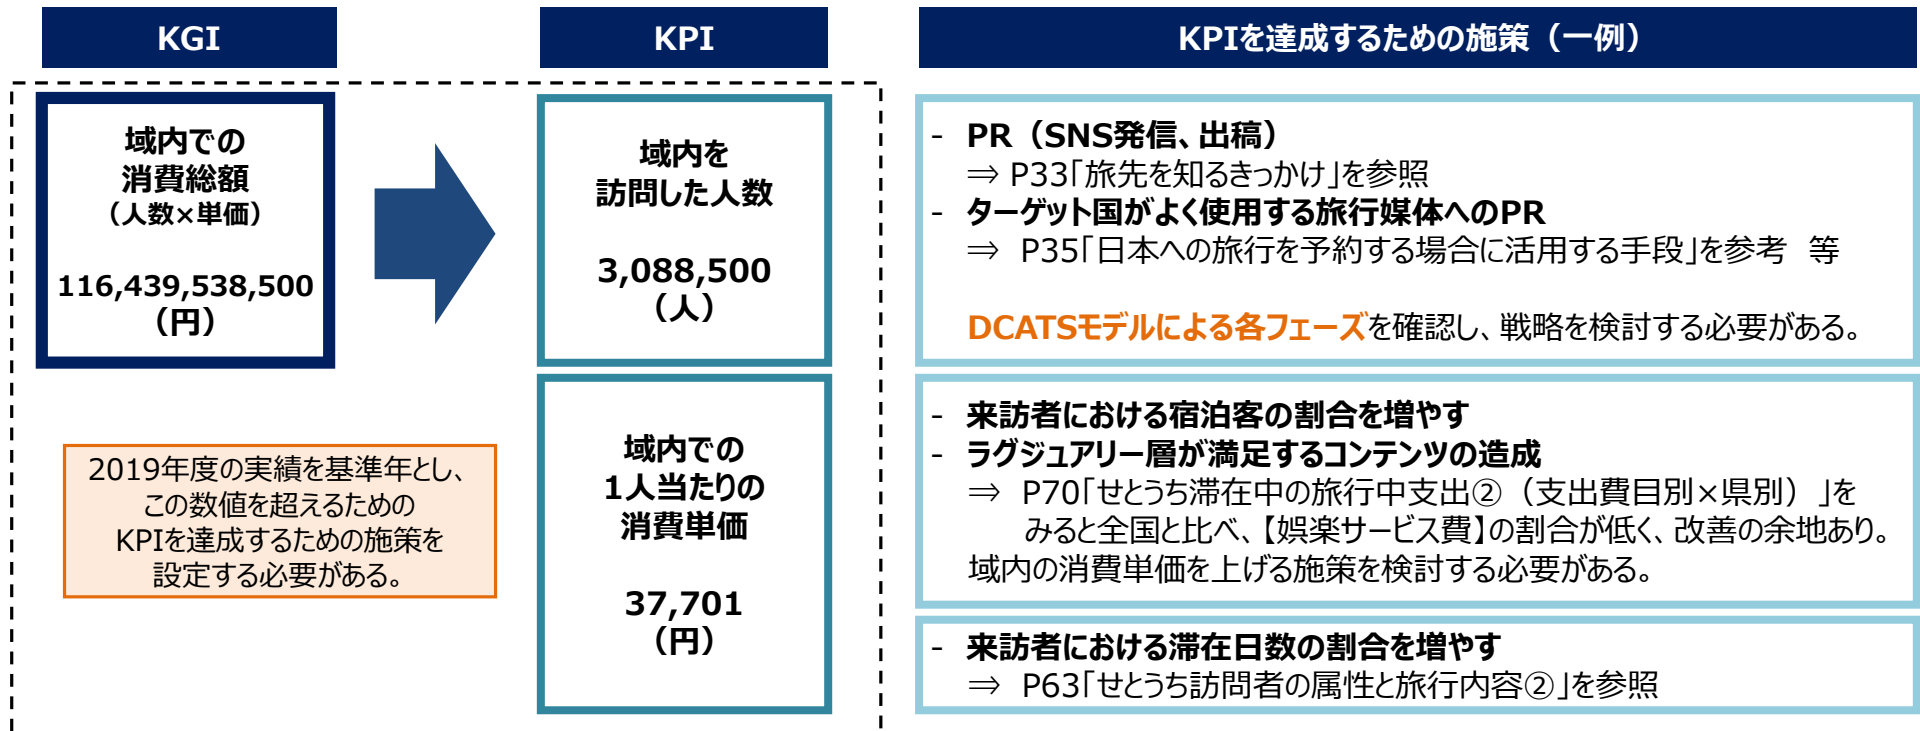 KGI
KPI
KPIを達成するための施策（一例）
域内での
消費総額
（人数×単価）
116,439,538,500
（円）
2019年度の実績を基準年とし、
この数値を超えるための
KPIを達成するための施策を
設定する必要がある。
域内を
訪問した人数
3,088,500
（人）
域内での
1人当たりの
消費単価
37,701
（円）
- PR（SNS発信、出稿）
⇒ P33「旅先を知るきっかけ」を参照
- ターゲット国がよく使用する旅行媒体へのPR
⇒ P35「日本への旅行を予約する場合に活用する手段」を参考 等
DCATSモデルによる各フェーズを確認し、戦略を検討する必要がある。
- 来訪者における宿泊客の割合を増やす
- ラグジュアリー層が満足するコンテンツの造成
⇒ P70「せとうち滞在中の旅行中支出②（支出費目別×県別）」を
みると全国と比べ、【娯楽サービス費】の割合が低く、改善の余地あり。
域内の消費単価を上げる施策を検討する必要がある。
- 来訪者における滞在日数の割合を増やす
⇒ P63「せとうち訪問者の属性と旅行内容②」を参照